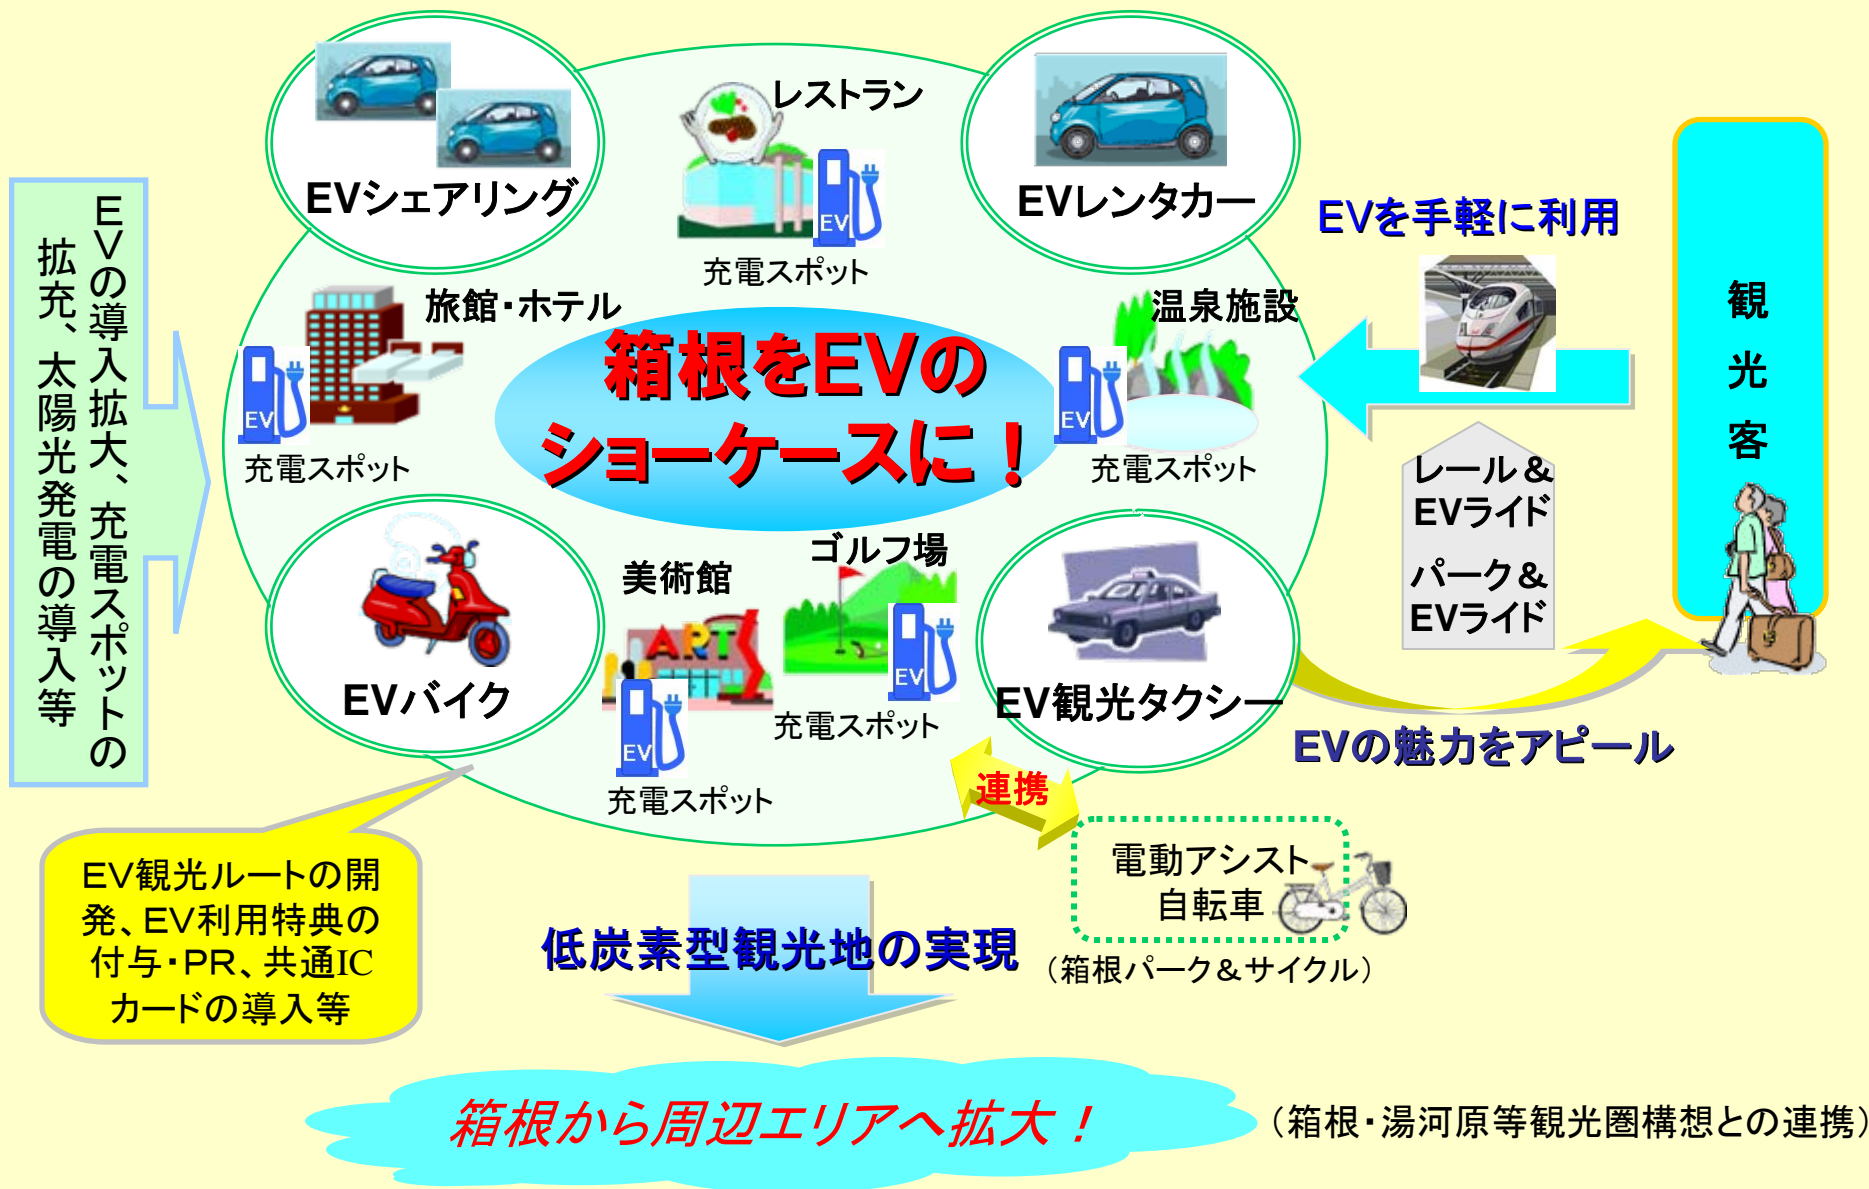 EVシェアリング
レストラン
EV
充電スポット
EVレンタカー
EVを手軽に利用
観光客
EVの導入拡大、充電スポットの
拡充、太陽光発電の導入等
旅館・ホテル
EV
充電スポット
箱根をEVの
ショーケースに！
温泉施設
EV
充電スポット
レール＆
EVライド
パーク＆
EVライド
EVバイク
美術館
ART
EV
充電スポット
ゴルフ場
EV
充電スポット
EV観光タクシー
EVの魅力をアピール
連携
電動アシスト
自転車
（箱根パーク＆サイクル）
EV観光ルートの開
発、EV利用特典の
付与・PR、共通IC
カードの導入等
低炭素型観光地の実現
箱根から周辺エリアへ拡大！
（箱根・湯河原等観光圏構想との連携）